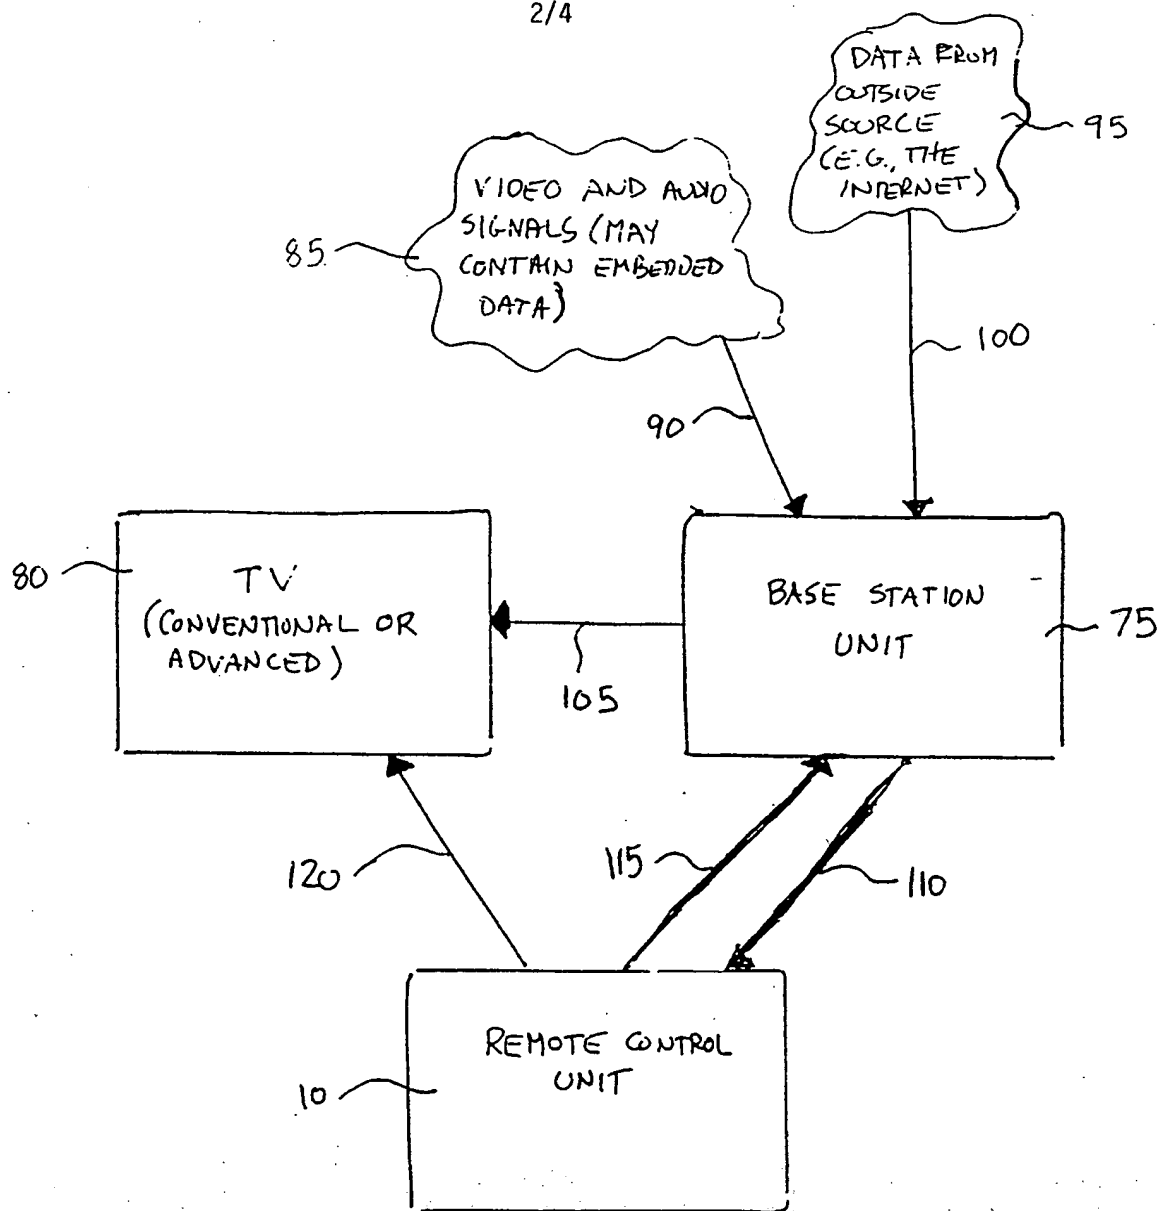 2/4
DATA FROM
OUTSIDE
SOURCE
(E.G., THE
INTERNET)
95
VIDEO AND AUDIO
SIGNALS (MAY
CONTAIN EMBEDDED
DATA)
85
100
90
80
TV
(CONVENTIONAL OR
ADVANCED)
BASE STATION
UNIT
75
105
120
115
110
REMOTE CONTROL
UNIT
10